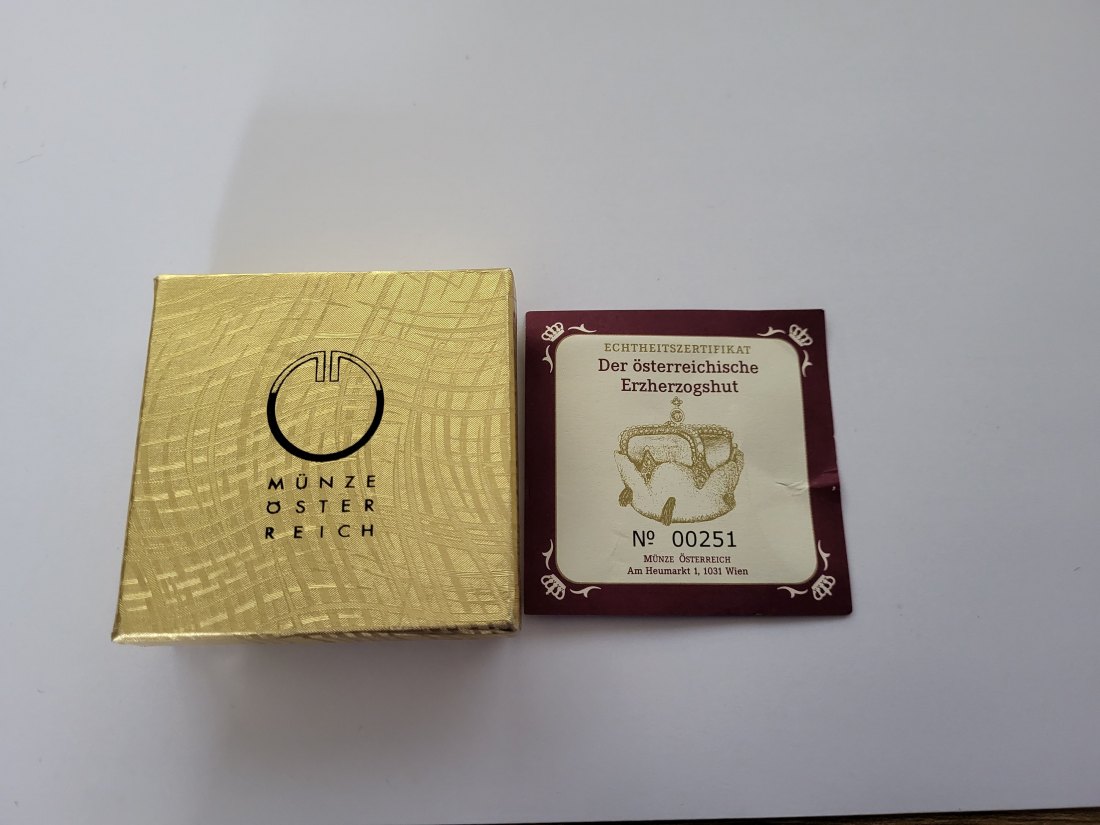 MÜNZE
ÖSTER
REICH
ECHTHEITSZERTIFIKAT
Der österreichische
Erzherzogshut
Nº 00251
MÜNZE ÖSTERREICH
Am Heumarkt 1, 1031 Wien